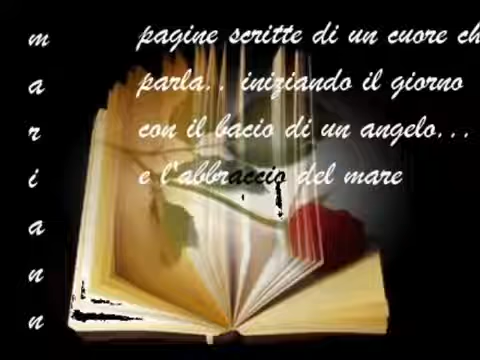 pagine scritte di un cuore ch
parla.. iniziando il giorno
con il bacio di un angelo...
e l'abbraccio del mare
m
a
r
i
a
n
n